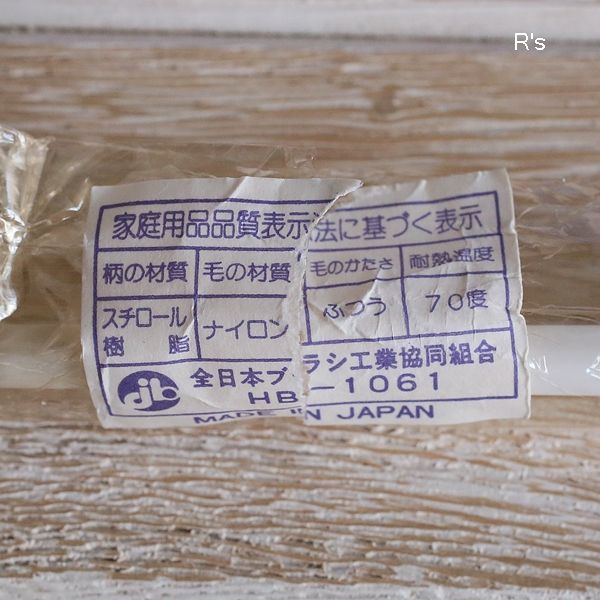 R's
家庭用品品質表示法に基づく表示
柄の材質 毛の材質 毛のかたさ 耐熱温度
スチロール樹脂 ナイロン ふつう 70度
jb 全日本ブラシ工業協同組合
HB-1061
MADE IN JAPAN